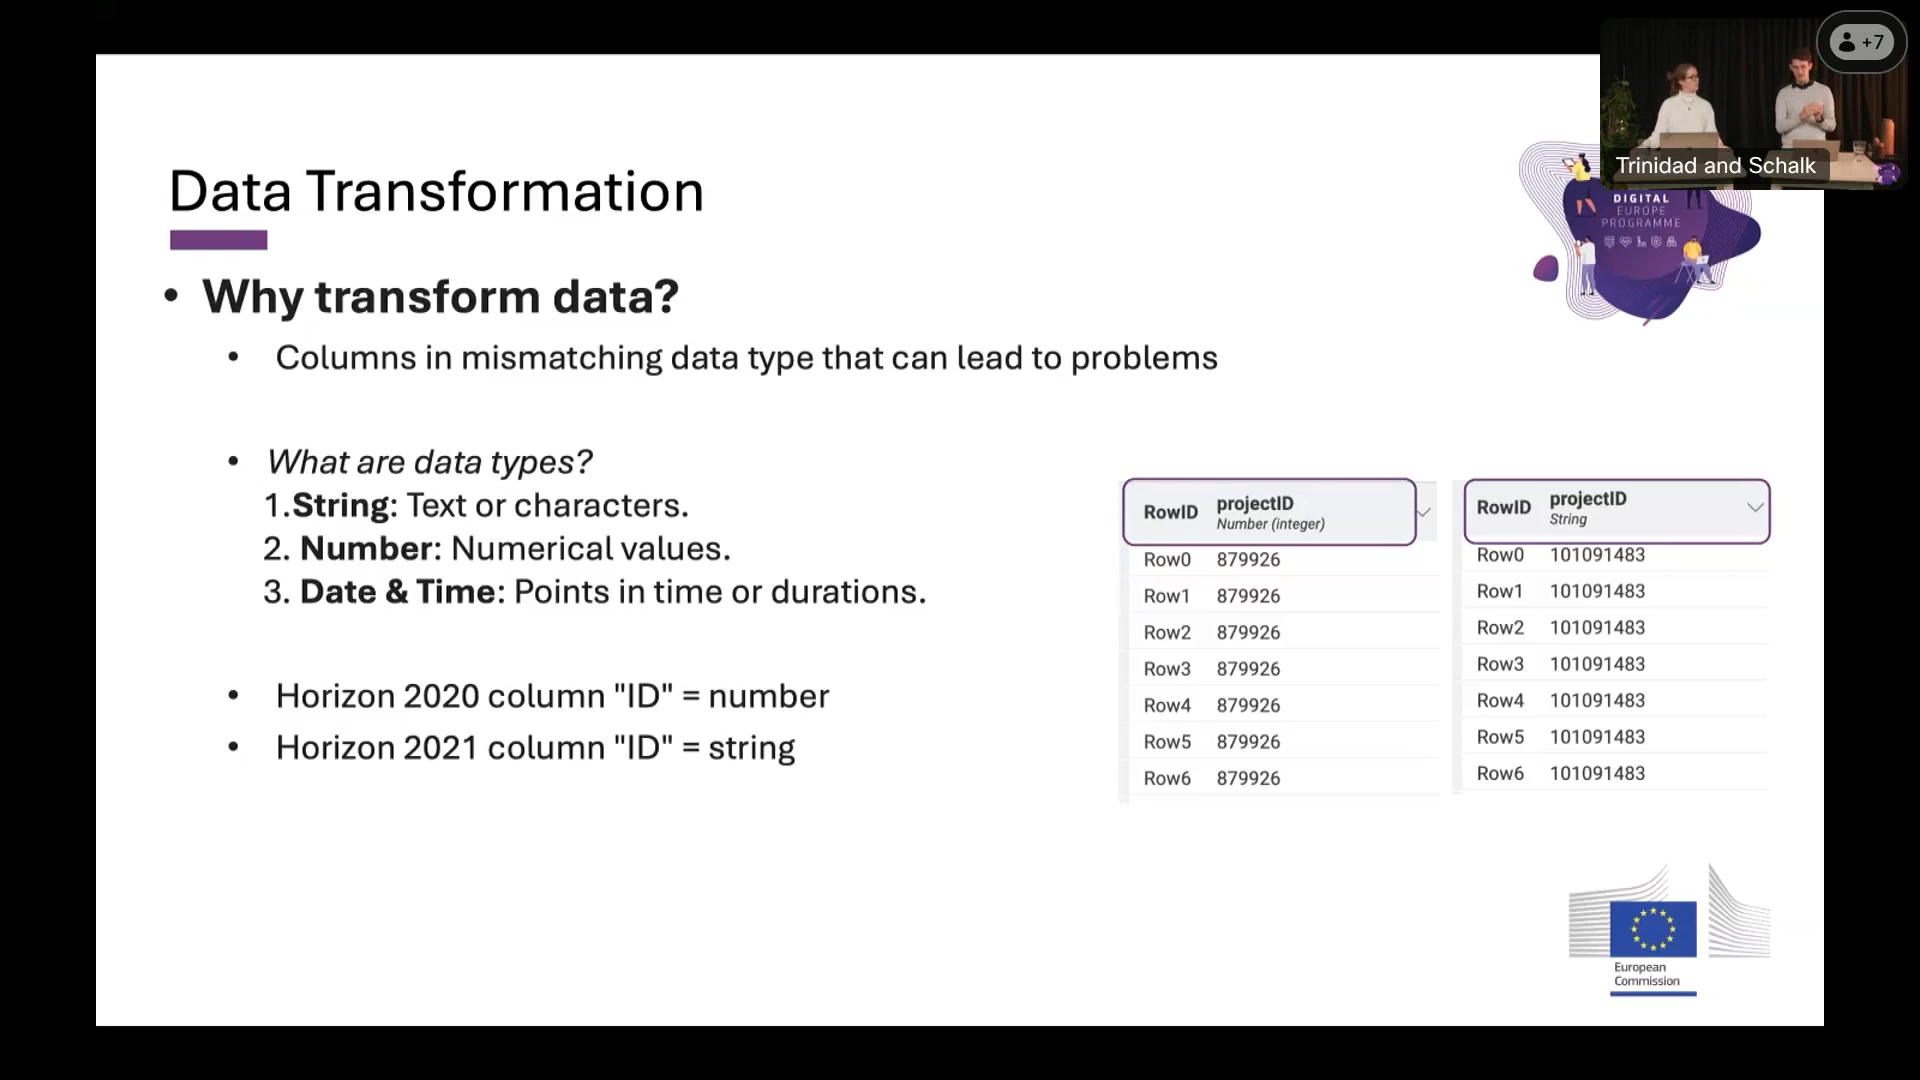 +7
Trinidad and Schalk
DIGITAL
EUROPE
PROGRAMME
Data Transformation
• Why transform data?
• Columns in mismatching data type that can lead to problems
• What are data types?
1.String: Text or characters.
2. Number: Numerical values.
3. Date & Time: Points in time or durations.
• Horizon 2020 column "ID" = number
• Horizon 2021 column "ID" = string
RowID projectID
Number (integer)
Row0 879926
Row1 879926
Row2 879926
Row3 879926
Row4 879926
Row5 879926
Row6 879926
RowID projectID
String
Row0 101091483
Row1 101091483
Row2 101091483
Row3 101091483
Row4 101091483
Row5 101091483
Row6 101091483
European
Commission